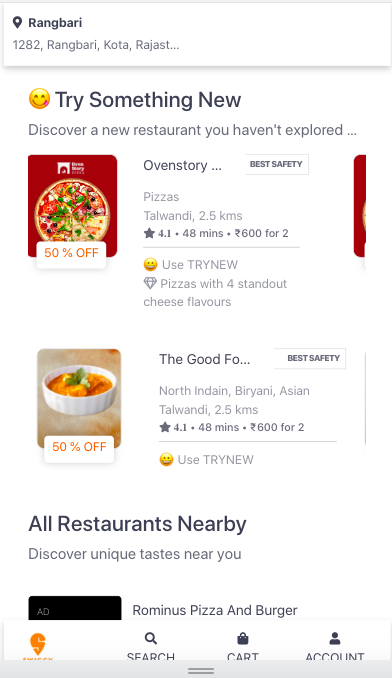 Rangbari
1282, Rangbari, Kota, Rajast...
😋 Try Something New
Discover a new restaurant you haven't explored ...
Oven Story
PIZZA
50 % OFF
Ovenstory ...
BEST SAFETY
Pizzas
Talwandi, 2.5 kms
★ 4.1 • 48 mins • ₹600 for 2
😀 Use TRYNEW
Pizzas with 4 standout
cheese flavours
50 % OFF
The Good Fo...
BEST SAFETY
North Indain, Biryani, Asian
Talwandi, 2.5 kms
★ 4.1 • 48 mins • ₹600 for 2
😀 Use TRYNEW
All Restaurants Nearby
Discover unique tastes near you
AD
Rominus Pizza And Burger
SWIGGY
SEARCH
CART
ACCOUNT